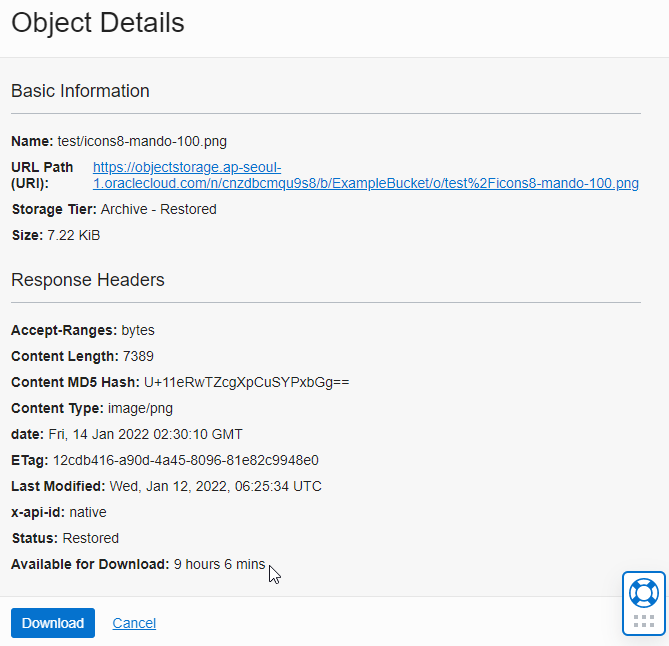 Object Details
Basic Information
Name: test/icons8-mando-100.png
URL Path https://objectstorage.ap-seoul-
(URI): 1.oraclecloud.com/n/cnzdbcmqu9s8/b/ExampleBucket/o/test%2Ficons8-mando-100.png
Storage Tier: Archive - Restored
Size: 7.22 KiB
Response Headers
Accept-Ranges: bytes
Content Length: 7389
Content MD5 Hash: U+11eRwTZcgXpCuSYPxbGg==
Content Type: image/png
date: Fri, 14 Jan 2022 02:30:10 GMT
ETag: 12cdb416-a90d-4a45-8096-81e82c9948e0
Last Modified: Wed, Jan 12, 2022, 06:25:34 UTC
x-api-id: native
Status: Restored
Available for Download: 9 hours 6 mins
Download Cancel